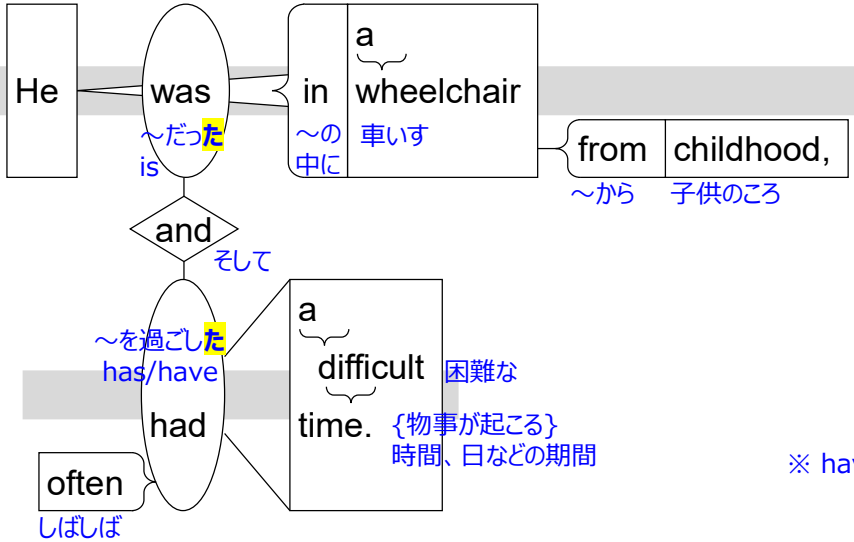 a
He was in wheelchair
~だった ~の 車いす
is 中に
from childhood,
~から 子供のころ
and
そして
a
~を過ごした
has/have
difficult 困難な
had time. {物事が起こる}
時間、日などの期間
※ hav
often
しばしば